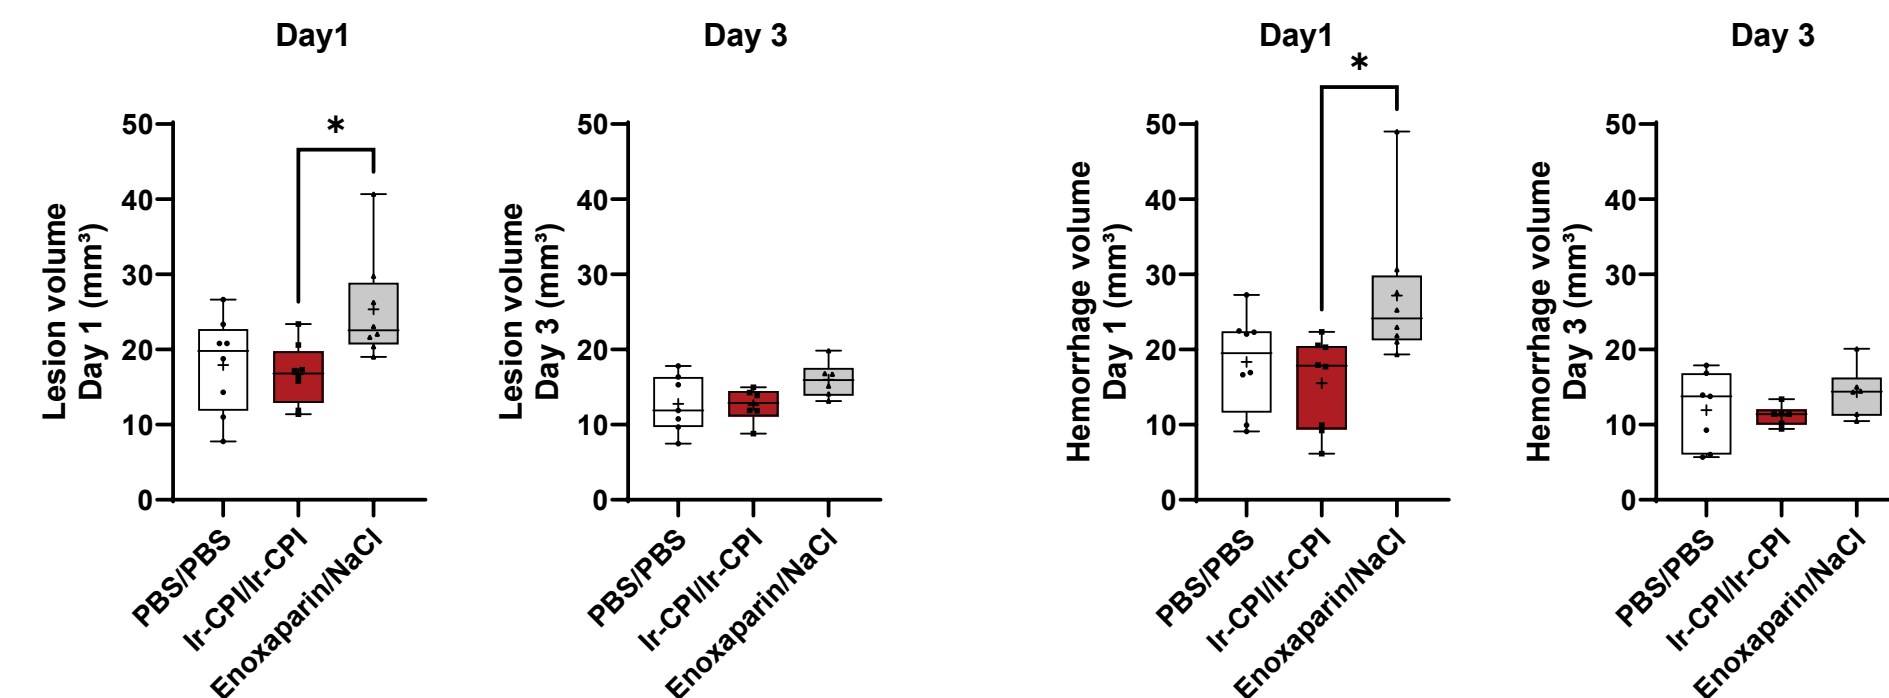 Day1
*
50
40
30
20
10
0
Lesion volume
Day 1 (mm³)
PBS/PBS
Ir-CPI/Ir-CPI
Enoxaparin/NaCl
Day 3
50
40
30
20
10
0
Lesion volume
Day 3 (mm³)
PBS/PBS
Ir-CPI/Ir-CPI
Enoxaparin/NaCl
Day1
*
50
40
30
20
10
0
Hemorrhage volume
Day 1 (mm³)
PBS/PBS
Ir-CPI/Ir-CPI
Enoxaparin/NaCl
Day 3
50
40
30
20
10
0
Hemorrhage volume
Day 3 (mm³)
PBS/PBS
Ir-CPI/Ir-CPI
Enoxaparin/NaCl